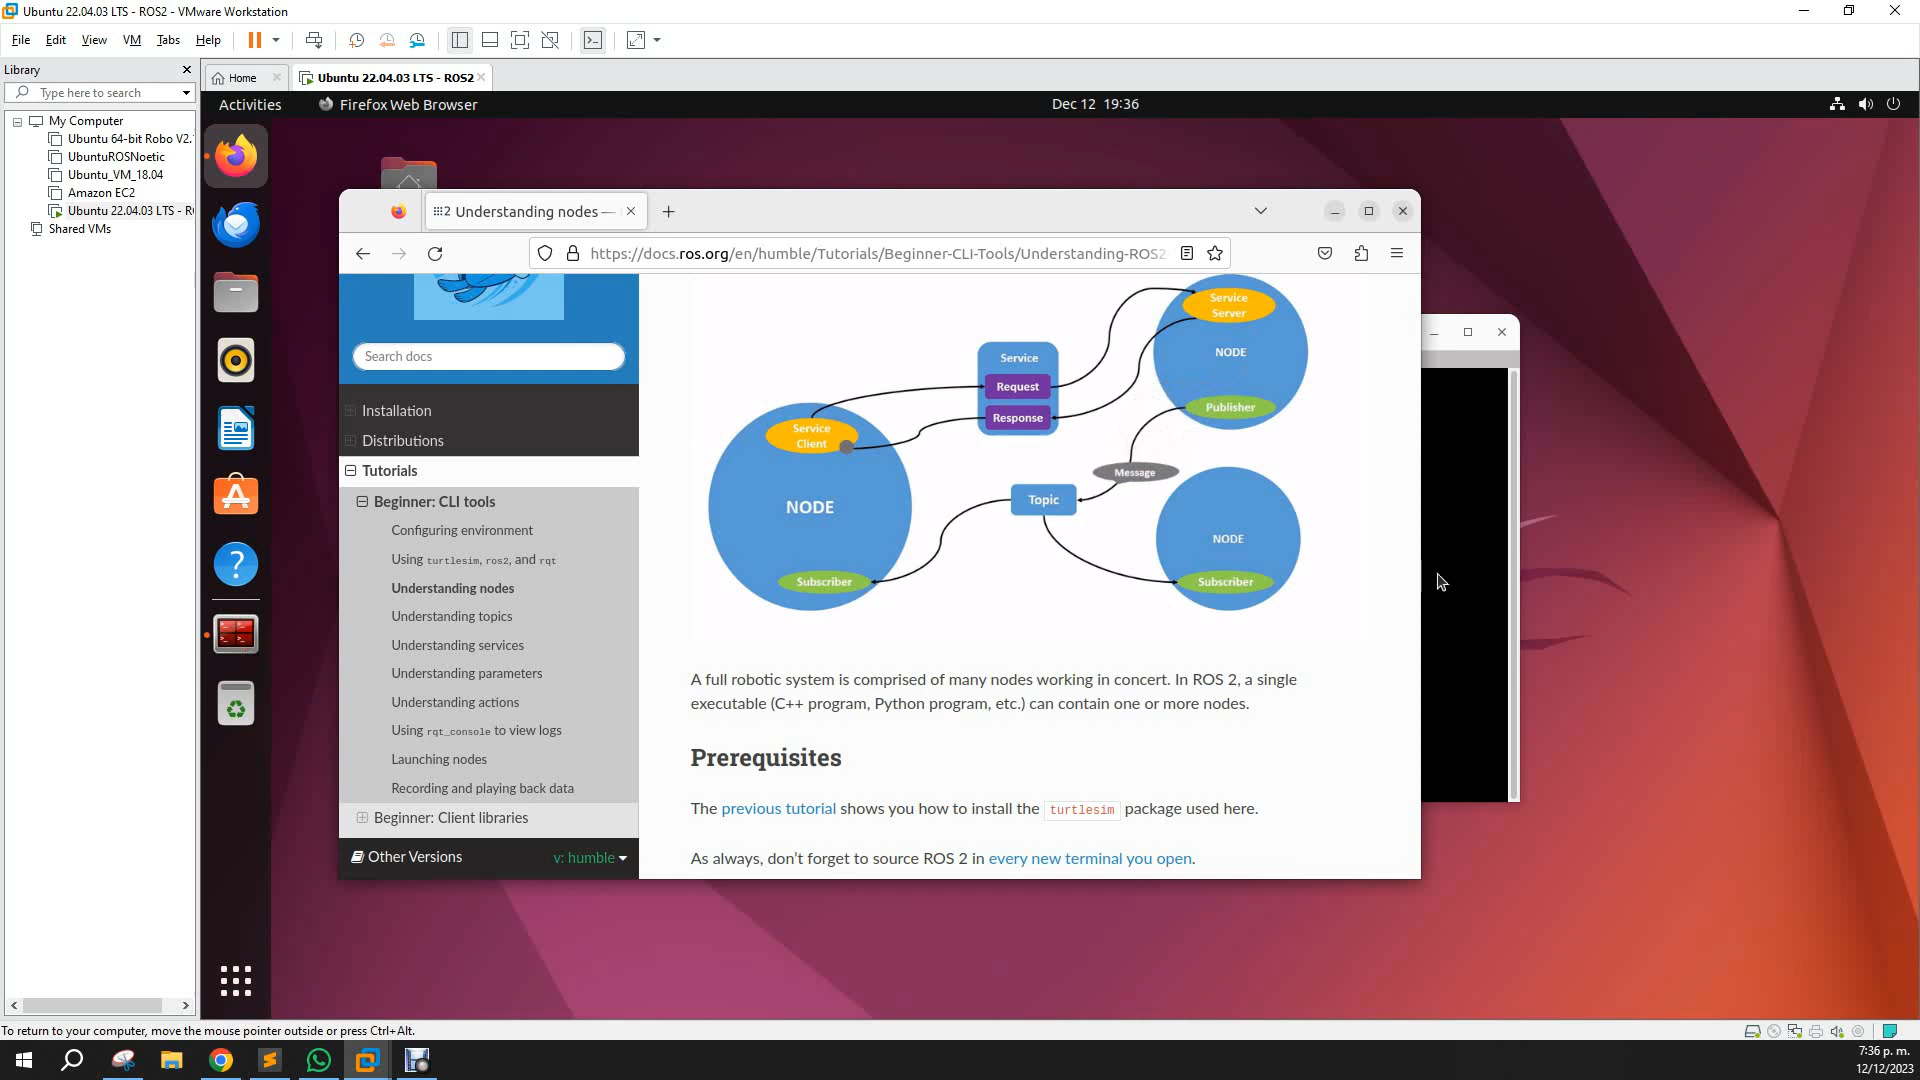 Ubuntu 22.04.03 LTS - ROS2 - VMware Workstation
File Edit View VM Tabs Help
Library
Type here to search
My Computer
Ubuntu 64-bit Robo V2.
UbuntuROSNoetic
Ubuntu_VM_18.04
Amazon EC2
Ubuntu 22.04.03 LTS - R
Shared VMs
Home
Ubuntu 22.04.03 LTS - ROS2
Activities
Firefox Web Browser
Dec 12 19:36
Understanding nodes —
https://docs.ros.org/en/humble/Tutorials/Beginner-CLI-Tools/Understanding-ROS2-
Search docs
Installation
Distributions
Tutorials
Beginner: CLI tools
Configuring environment
Using turtlesim, ros2, and rqt
Understanding nodes
Understanding topics
Understanding services
Understanding parameters
Understanding actions
Using rqt_console to view logs
Launching nodes
Recording and playing back data
Beginner: Client libraries
Other Versions
v: humble
Service
Server
NODE
Publisher
Service
Request
Response
Service
Client
NODE
Subscriber
Message
Topic
NODE
Subscriber
A full robotic system is comprised of many nodes working in concert. In ROS 2, a single
executable (C++ program, Python program, etc.) can contain one or more nodes.
Prerequisites
The previous tutorial shows you how to install the turtlesim package used here.
As always, don't forget to source ROS 2 in every new terminal you open.
To return to your computer, move the mouse pointer outside or press Ctrl+Alt.
7:36 p. m.
12/12/2023